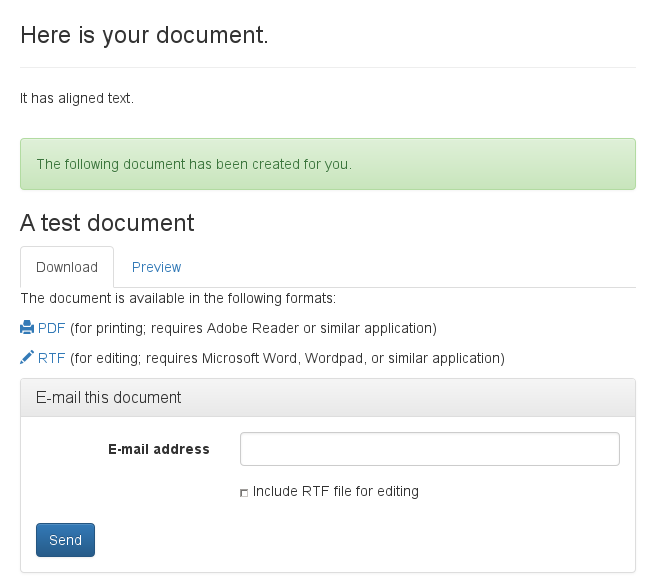 Here is your document.
It has aligned text.
The following document has been created for you.
A test document
Download Preview
The document is available in the following formats:
PDF (for printing; requires Adobe Reader or similar application)
RTF (for editing; requires Microsoft Word, Wordpad, or similar application)
E-mail this document
E-mail address
Include RTF file for editing
Send